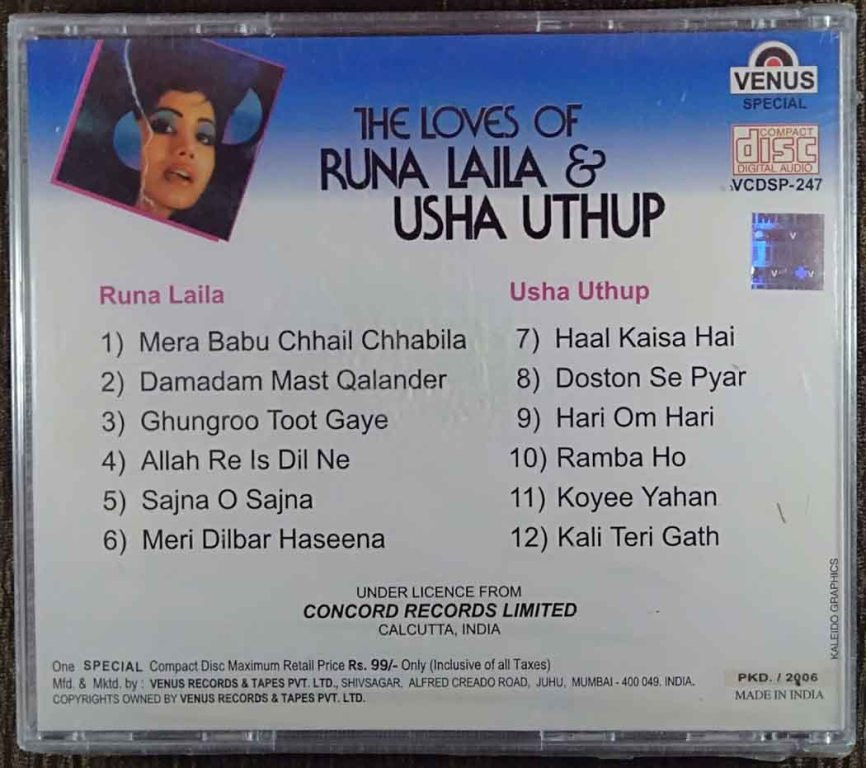 THE LOVES OF
RUNA LAILA &
USHA UTHUP
VENUS
SPECIAL
COMPACT
disc
DIGITAL AUDIO
VCDSP-247
Runa Laila
1) Mera Babu Chhail Chhabila
2) Damadam Mast Qalander
3) Ghungroo Toot Gaye
4) Allah Re Is Dil Ne
5) Sajna O Sajna
6) Meri Dilbar Haseena
Usha Uthup
7) Haal Kaisa Hai
8) Doston Se Pyar
9) Hari Om Hari
10) Ramba Ho
11) Koyee Yahan
12) Kali Teri Gath
UNDER LICENCE FROM
CONCORD RECORDS LIMITED
CALCUTTA, INDIA
KALEIDO GRAPHICS
One SPECIAL Compact Disc Maximum Retail Price Rs. 99/- Only (Inclusive of all Taxes)
Mfd. & Mktd. by : VENUS RECORDS & TAPES PVT. LTD., SHIVSAGAR, ALFRED CREADO ROAD, JUHU, MUMBAI - 400 049. INDIA.
COPYRIGHTS OWNED BY VENUS RECORDS & TAPES PVT. LTD.
PKD. / 2006
MADE IN INDIA